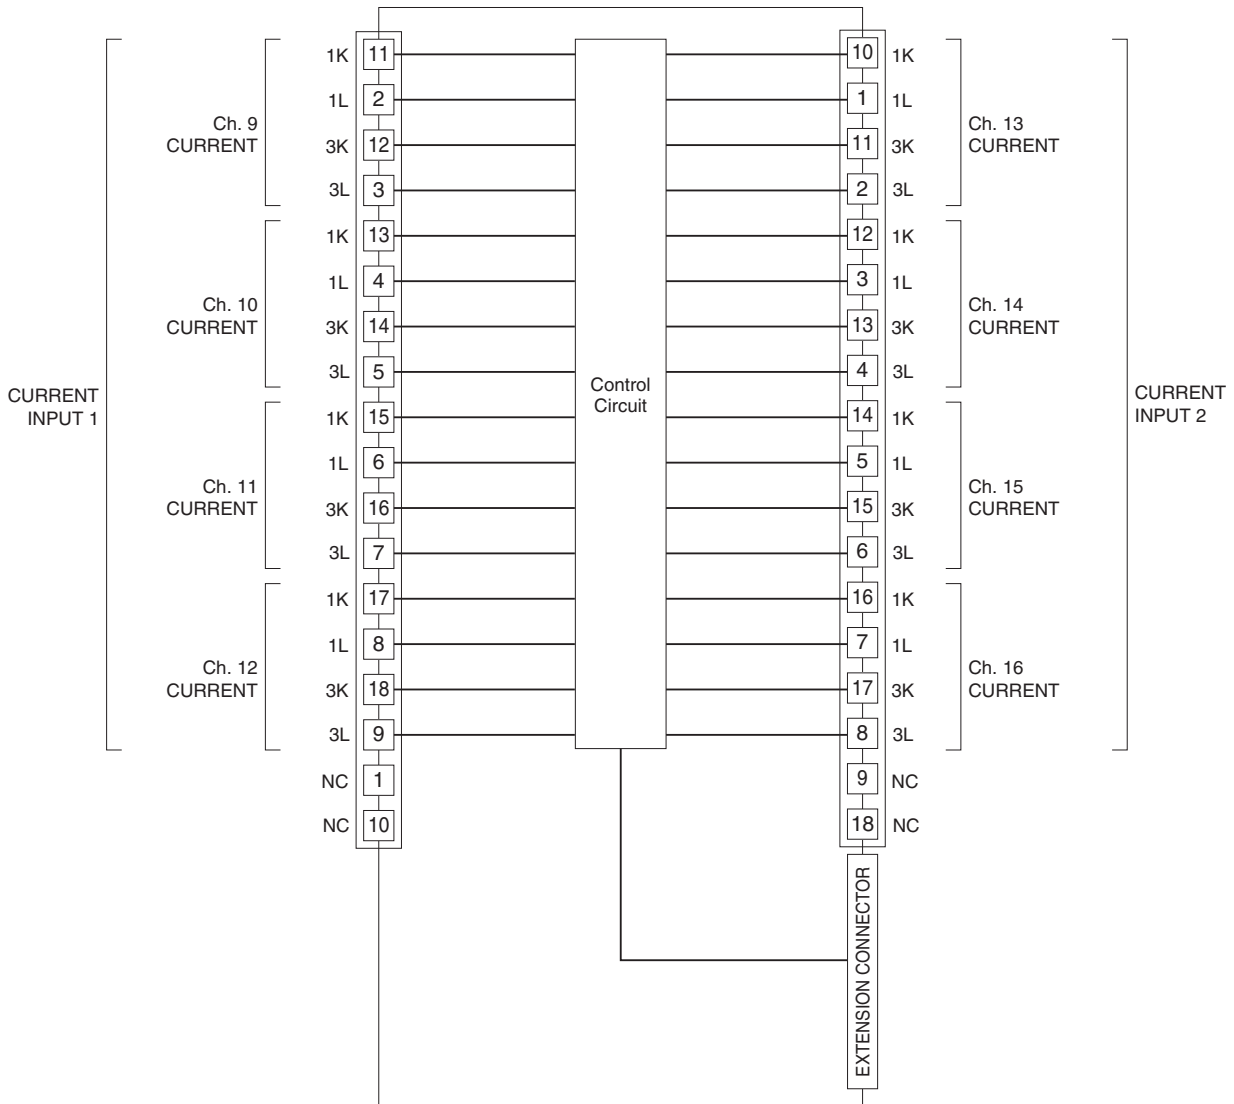 1K 11 10 1K
1L 2 1 1L
Ch. 9
CURRENT
Ch. 13
CURRENT
3K 12 11 3K
3L 3 2 3L
1K 13 12 1K
1L 4 3 1L
Ch. 10
CURRENT
Ch. 14
CURRENT
3K 14 13 3K
3L 5 4 3L
CURRENT
INPUT 1
Control
Circuit
CURRENT
INPUT 2
1K 15 14 1K
1L 6 5 1L
Ch. 11
CURRENT
Ch. 15
CURRENT
3K 16 15 3K
3L 7 6 3L
1K 17 16 1K
1L 8 7 1L
Ch. 12
CURRENT
Ch. 16
CURRENT
3K 18 17 3K
3L 9 8 3L
NC 1 9 NC
NC 10 18 NC
EXTENSION CONNECTOR